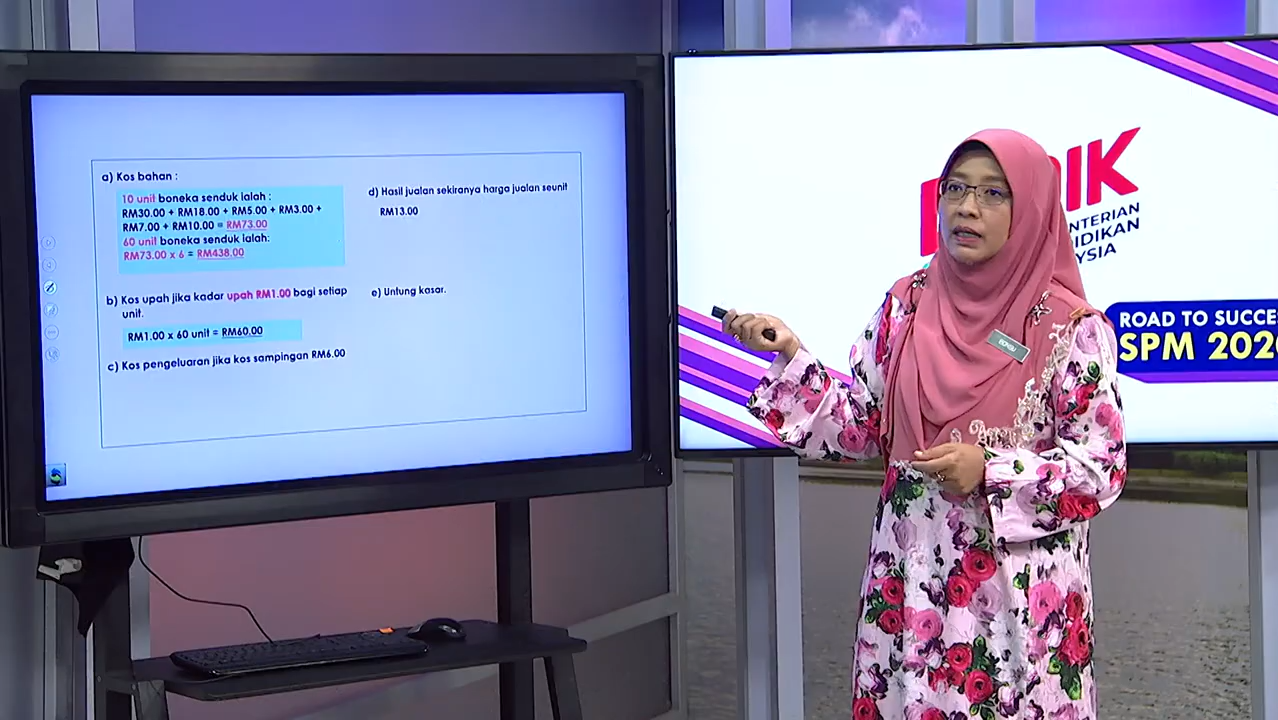 a) Kos bahan :
10 unit boneka senduk ialah :
RM30.00 + RM18.00 + RM5.00 + RM3.00 +
RM7.00 + RM10.00 = RM73.00
60 unit boneka senduk ialah:
RM73.00 x 6 = RM438.00
b) Kos upah jika kadar upah RM1.00 bagi setiap
unit.
RM1.00 x 60 unit = RM60.00
c) Kos pengeluaran jika kos sampingan RM6.00
d) Hasil jualan sekiranya harga jualan seunit
RM13.00
e) Untung kasar.
ROAD TO SUCCE
SPM 202